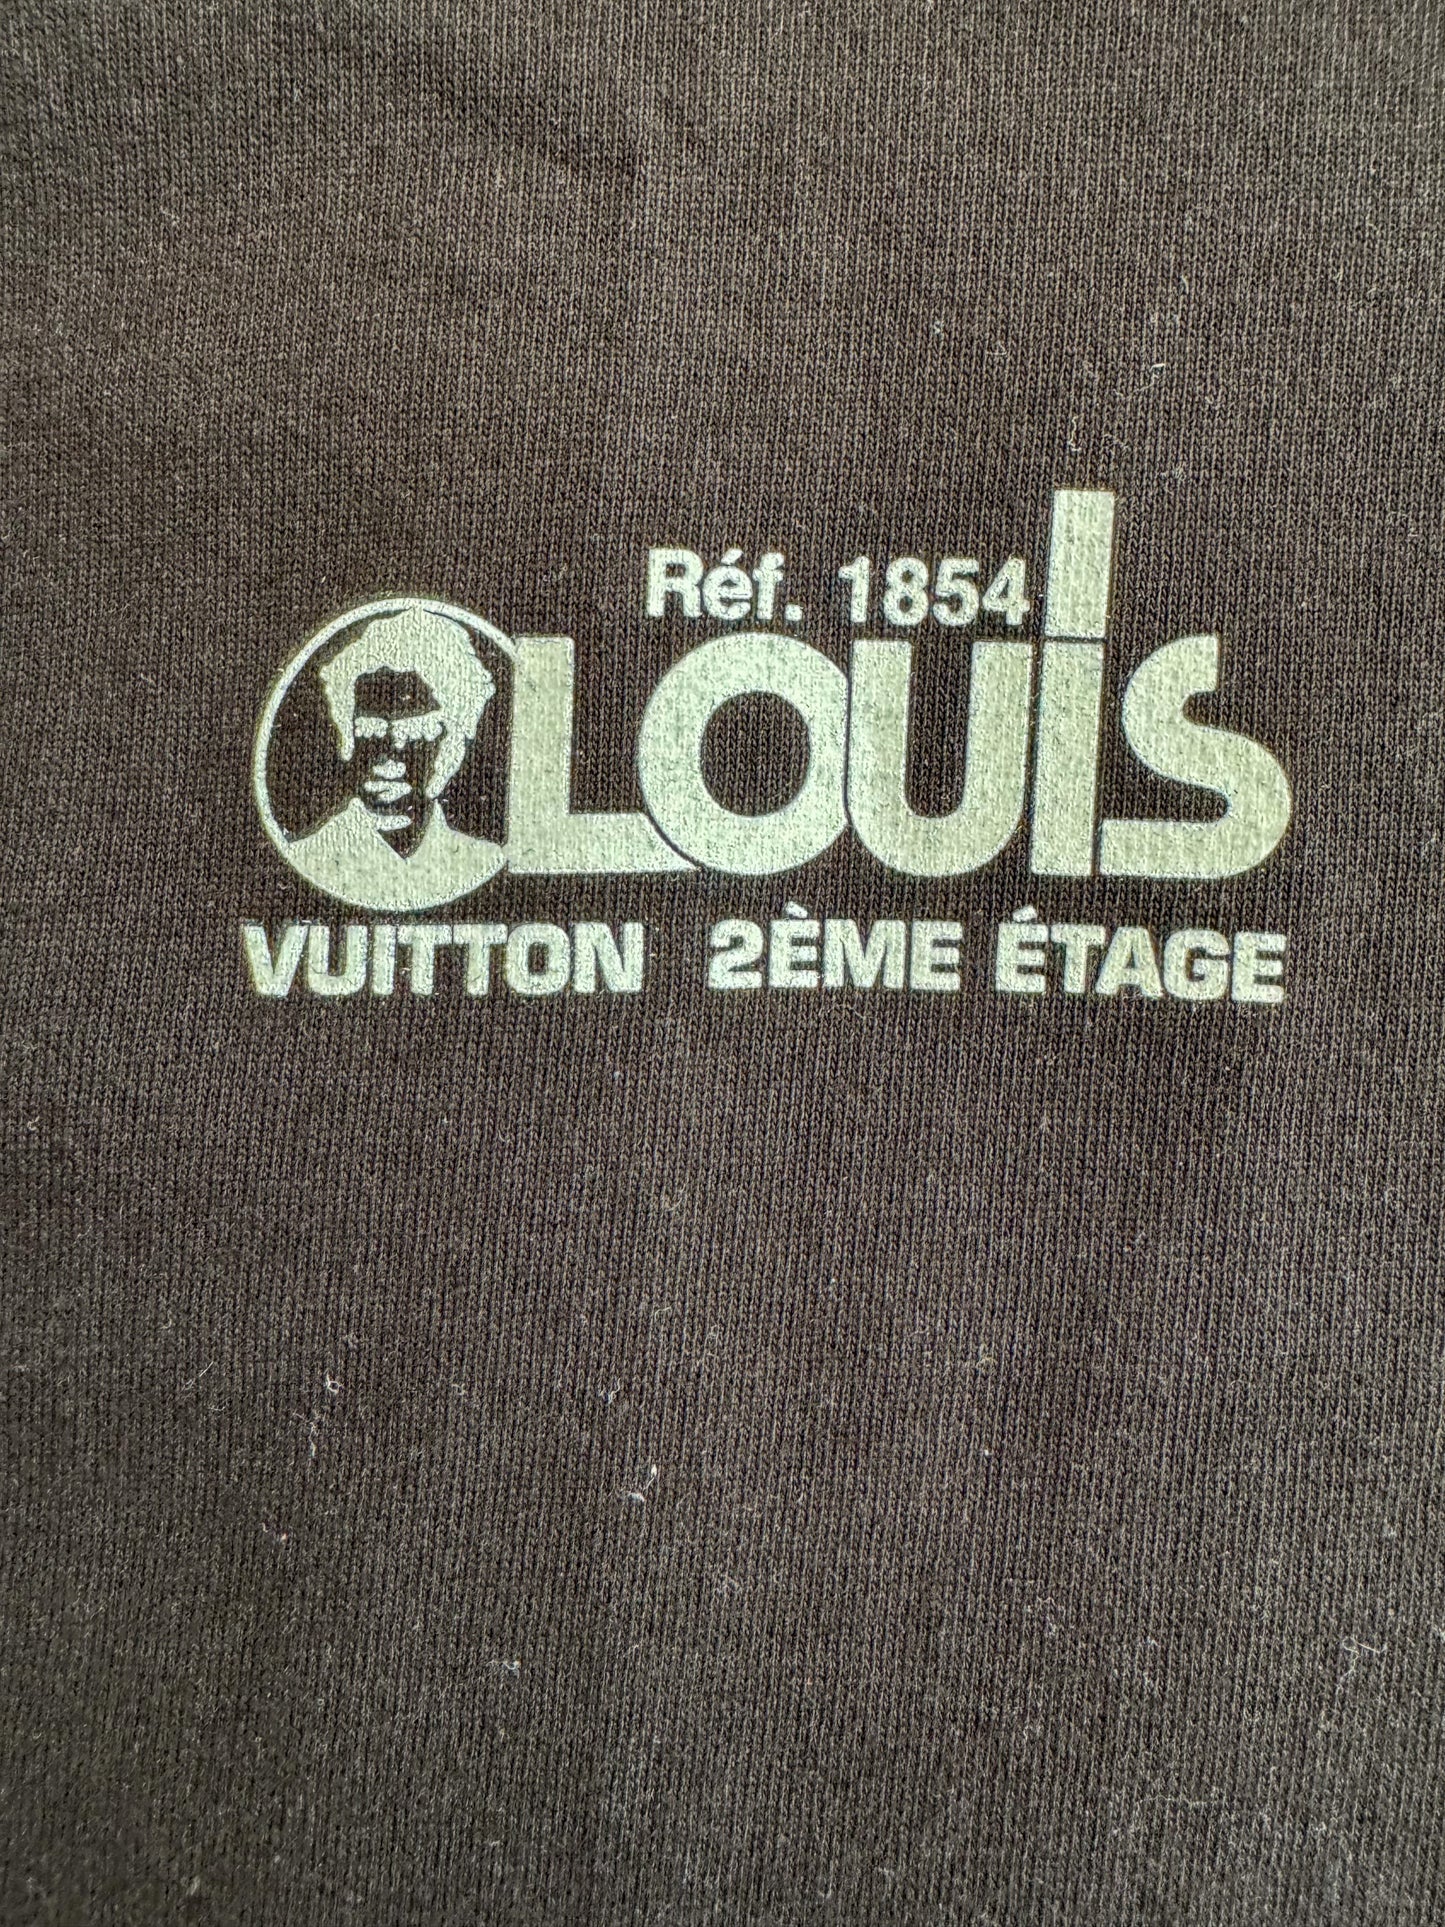 Réf. 1854
LOUIS
VUITTON 2ÈME ÉTAGE